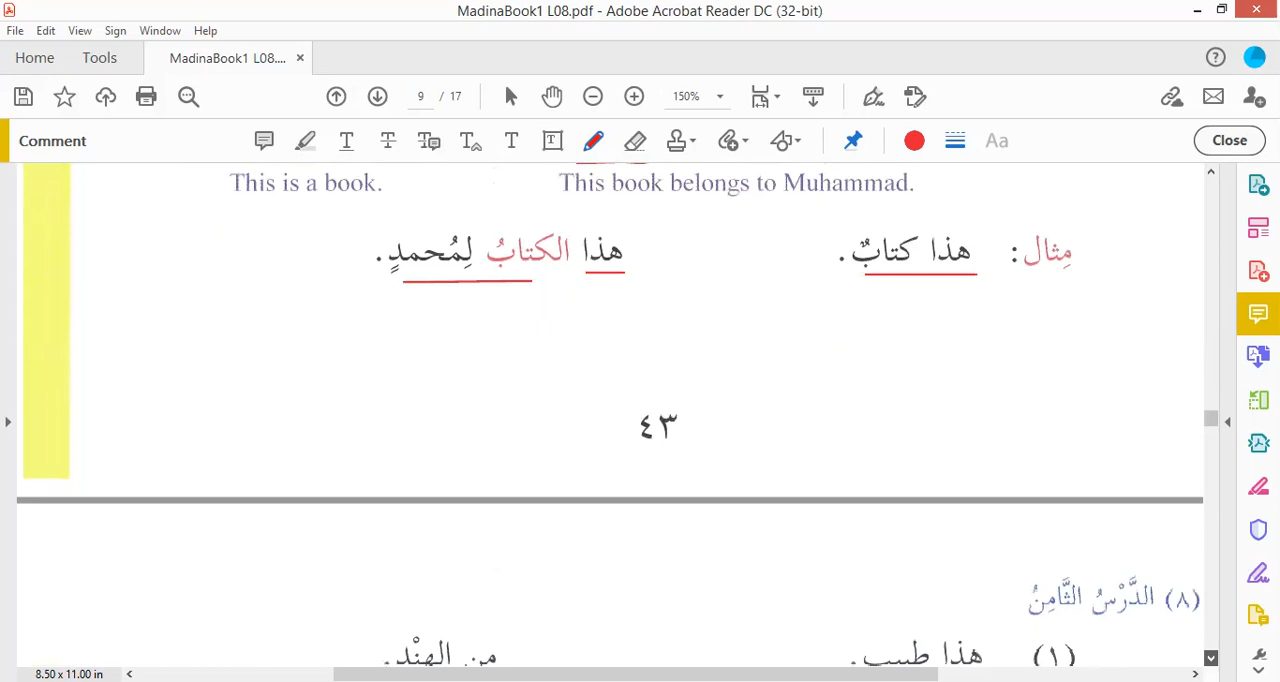 MadinaBook1 L08.pdf - Adobe Acrobat Reader DC (32-bit)
File Edit View Sign Window Help
Home Tools MadinaBook1 L08.... ×
9 / 17 150%
Comment Close
This is a book. This book belongs to Muhammad.
مِثال : هذا كتابٌ . هذا الكتابُ لِمُحمدٍ .
٤٣
(٨) الدَّرْسُ الثَّامِنُ
(١) هذا طبيب . من الهِنْد .
8.50 x 11.00 in